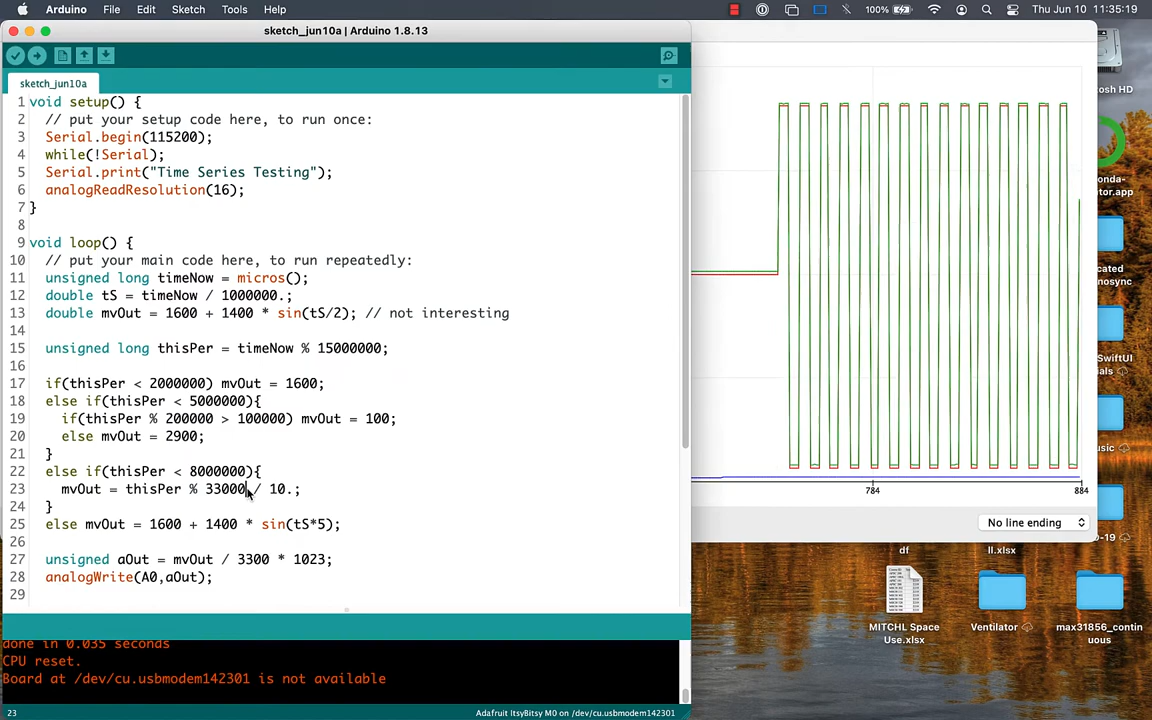 Arduino File Edit Sketch Tools Help 100% Thu Jun 10 11:35:19
sketch_jun10a | Arduino 1.8.13
sketch_jun10a
1 void setup() {
2 // put your setup code here, to run once:
3 Serial.begin(115200);
4 while(!Serial);
5 Serial.print("Time Series Testing");
6 analogReadResolution(16);
7 }
8
9 void loop() {
10 // put your main code here, to run repeatedly:
11 unsigned long timeNow = micros();
12 double tS = timeNow / 1000000.;
13 double mvOut = 1600 + 1400 * sin(tS/2); // not interesting
14
15 unsigned long thisPer = timeNow % 15000000;
16
17 if(thisPer < 2000000) mvOut = 1600;
18 else if(thisPer < 5000000){
19 if(thisPer % 200000 > 100000) mvOut = 100;
20 else mvOut = 2900;
21 }
22 else if(thisPer < 8000000){
23 mvOut = thisPer % 33000 / 10.;
24 }
25 else mvOut = 1600 + 1400 * sin(tS*5);
26
27 unsigned aOut = mvOut / 3300 * 1023;
28 analogWrite(A0,aOut);
29
done in 0.035 seconds
CPU reset.
Board at /dev/cu.usbmodem142301 is not available
23 Adafruit ItsyBitsy M0 on /dev/cu.usbmodem142301
784 884
No line ending
osh HD
onda-
tor.app
cated
nosync
SwiftUI
ials
usic
D-19
df
ll.xlsx
MITCHL Space
Use.xlsx
Ventilator
max31856_conti
nuous